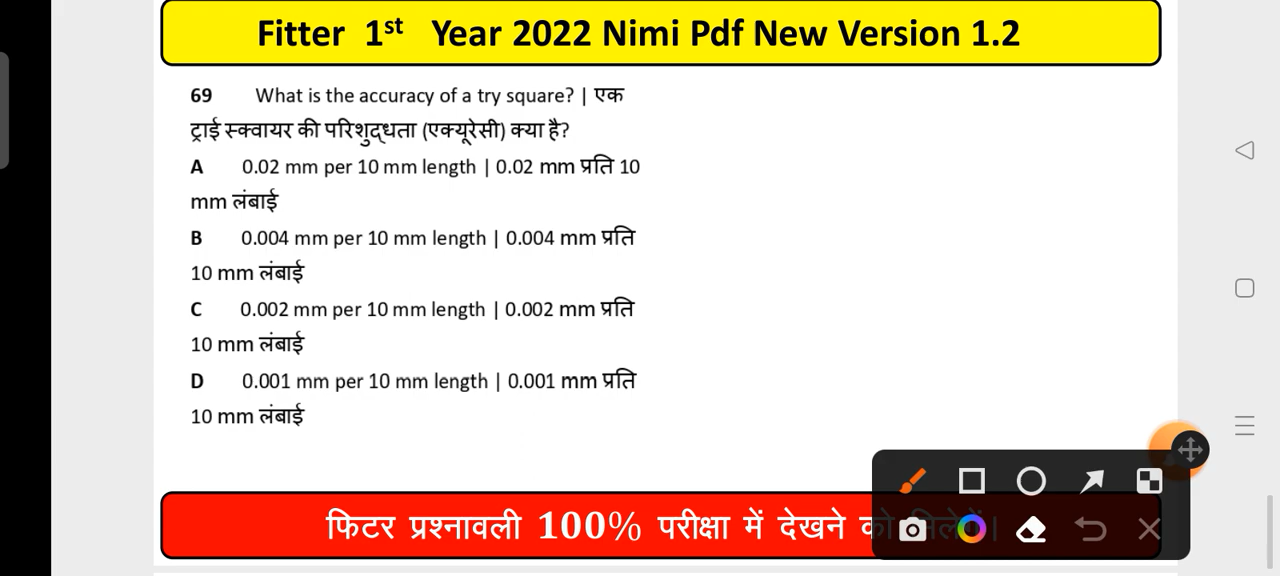 Fitter 1st Year 2022 Nimi Pdf New Version 1.2
69 What is the accuracy of a try square? | एक
ट्राई स्क्वायर की परिशुद्धता (एक्यूरेसी) क्या है?
A 0.02 mm per 10 mm length | 0.02 mm प्रति 10
mm लंबाई
B 0.004 mm per 10 mm length | 0.004 mm प्रति
10 mm लंबाई
C 0.002 mm per 10 mm length | 0.002 mm प्रति
10 mm लंबाई
D 0.001 mm per 10 mm length | 0.001 mm प्रति
10 mm लंबाई
फिटर प्रश्नावली 100% परीक्षा में देखने को मिलेगें।